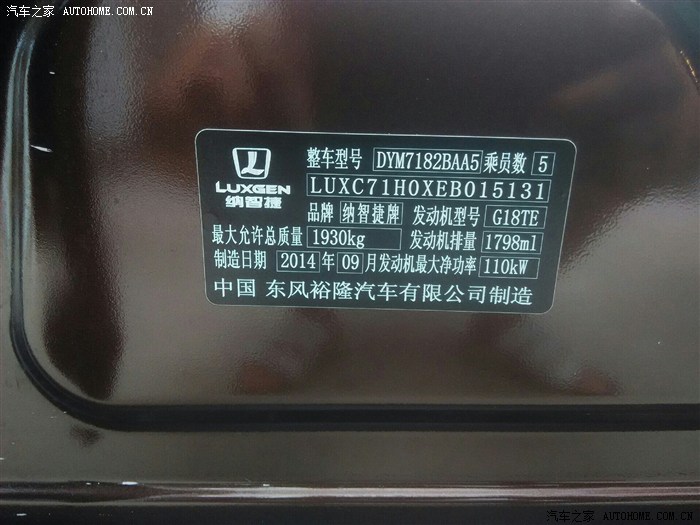 汽车之家 AUTOHOME.COM.CN
LUXGEN
纳智捷
整车型号 DYM7182BAA5 乘员数 5
LUXC71H0XEB015131
品牌 纳智捷牌 发动机型号 G18TE
最大允许总质量 1930kg 发动机排量 1798ml
制造日期 2014 年 09 月 发动机最大净功率 110kW
中国 东风裕隆汽车有限公司制造
汽车之家 AUTOHOME.COM.CN